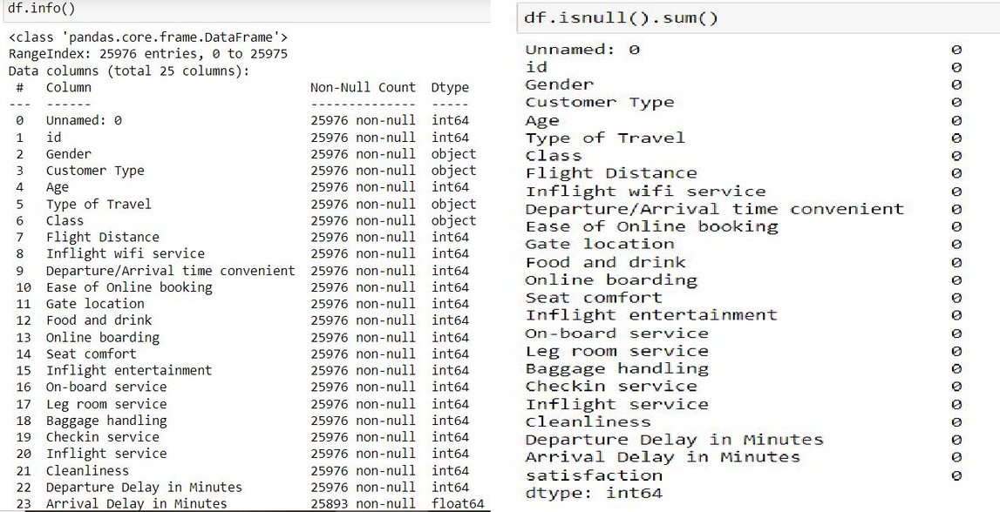 df.info()
<class 'pandas.core.frame.DataFrame'>
RangeIndex: 25976 entries, 0 to 25975
Data columns (total 25 columns):
# Column Non-Null Count Dtype
--- ------ -------------- -----
0 Unnamed: 0 25976 non-null int64
1 id 25976 non-null int64
2 Gender 25976 non-null object
3 Customer Type 25976 non-null object
4 Age 25976 non-null int64
5 Type of Travel 25976 non-null object
6 Class 25976 non-null object
7 Flight Distance 25976 non-null int64
8 Inflight wifi service 25976 non-null int64
9 Departure/Arrival time convenient 25976 non-null int64
10 Ease of Online booking 25976 non-null int64
11 Gate location 25976 non-null int64
12 Food and drink 25976 non-null int64
13 Online boarding 25976 non-null int64
14 Seat comfort 25976 non-null int64
15 Inflight entertainment 25976 non-null int64
16 On-board service 25976 non-null int64
17 Leg room service 25976 non-null int64
18 Baggage handling 25976 non-null int64
19 Checkin service 25976 non-null int64
20 Inflight service 25976 non-null int64
21 Cleanliness 25976 non-null int64
22 Departure Delay in Minutes 25976 non-null int64
23 Arrival Delay in Minutes 25893 non-null float64
df.isnull().sum()
Unnamed: 0 0
id 0
Gender 0
Customer Type 0
Age 0
Type of Travel 0
Class 0
Flight Distance 0
Inflight wifi service 0
Departure/Arrival time convenient 0
Ease of Online booking 0
Gate location 0
Food and drink 0
Online boarding 0
Seat comfort 0
Inflight entertainment 0
On-board service 0
Leg room service 0
Baggage handling 0
Checkin service 0
Inflight service 0
Cleanliness 0
Departure Delay in Minutes 0
Arrival Delay in Minutes 0
satisfaction 0
dtype: int64